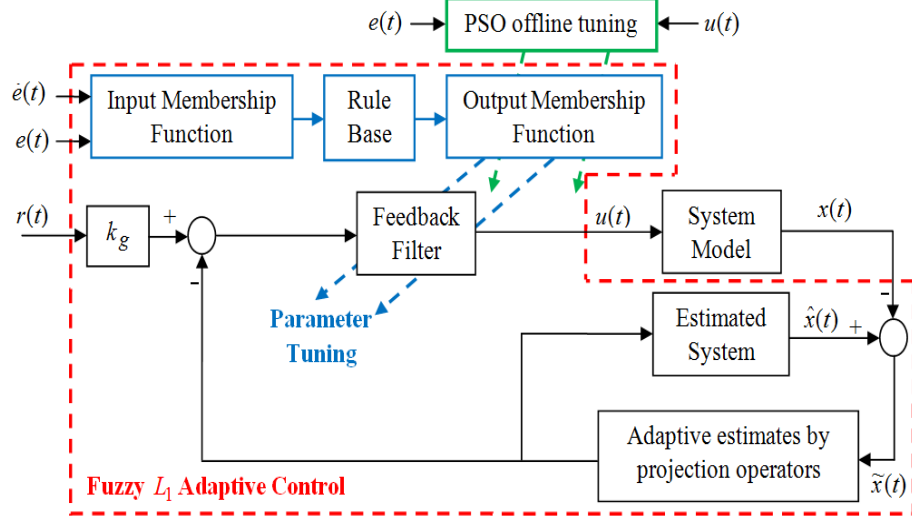 e(t)
PSO offline tuning
u(t)
ė(t)
e(t)
Input Membership
Function
Rule
Base
Output Membership
Function
r(t)
k_g
+
-
Feedback
Filter
u(t)
System
Model
x(t)
-
Parameter
Tuning
Estimated
System
x̂(t)
+
Adaptive estimates by
projection operators
x̃(t)
Fuzzy L₁ Adaptive Control